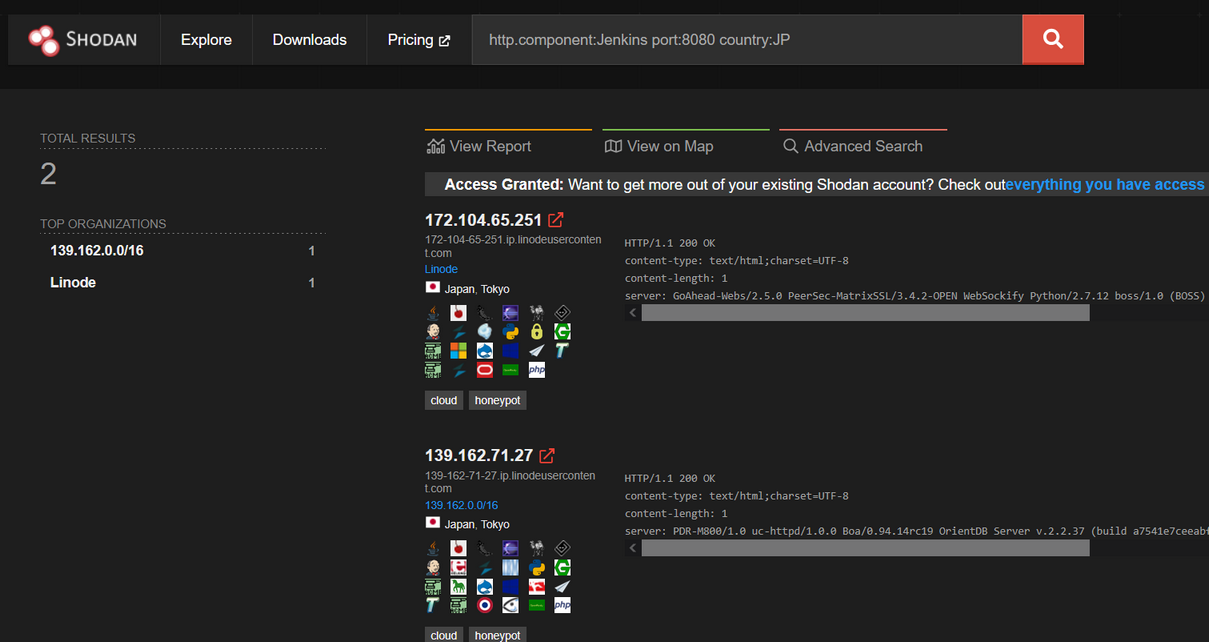 SHODAN
Explore
Downloads
Pricing
http.component:Jenkins port:8080 country:JP
TOTAL RESULTS
2
TOP ORGANIZATIONS
139.162.0.0/16 1
Linode 1
View Report
View on Map
Advanced Search
Access Granted: Want to get more out of your existing Shodan account? Check outeverything you have access
172.104.65.251
172-104-65-251.ip.linodeuserconten
t.com
Linode
Japan, Tokyo
cloud
honeypot
HTTP/1.1 200 OK
content-type: text/html;charset=UTF-8
content-length: 1
server: GoAhead-Webs/2.5.0 PeerSec-MatrixSSL/3.4.2-OPEN WebSockify Python/2.7.12 boss/1.0 (BOSS)
139.162.71.27
139-162-71-27.ip.linodeuserconten
t.com
139.162.0.0/16
Japan, Tokyo
cloud
honeypot
HTTP/1.1 200 OK
content-type: text/html;charset=UTF-8
content-length: 1
server: PDR-M800/1.0 uc-httpd/1.0.0 Boa/0.94.14rc19 OrientDB Server v.2.2.37 (build a7541e7ceeabf